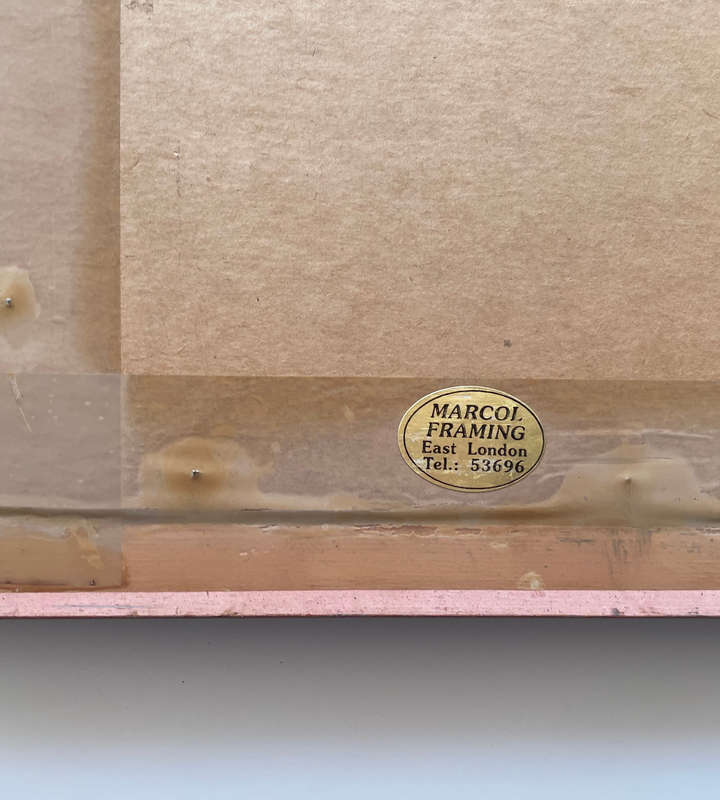 MARCOL
FRAMING
East London
Tel.: 53696